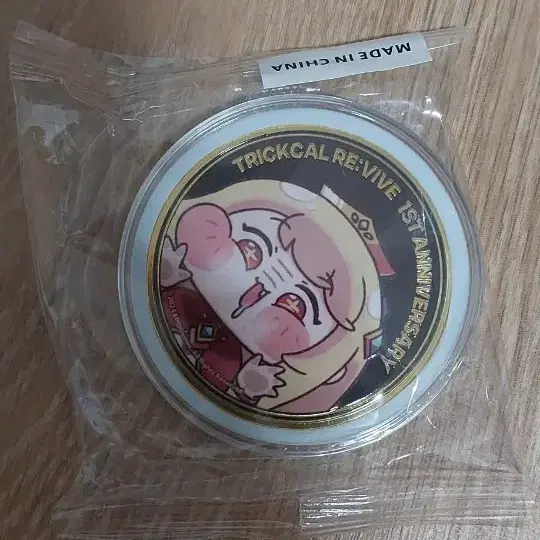 MADE IN CHINA
TRICKCAL RE:VIVE 1ST ANNIVERSARY